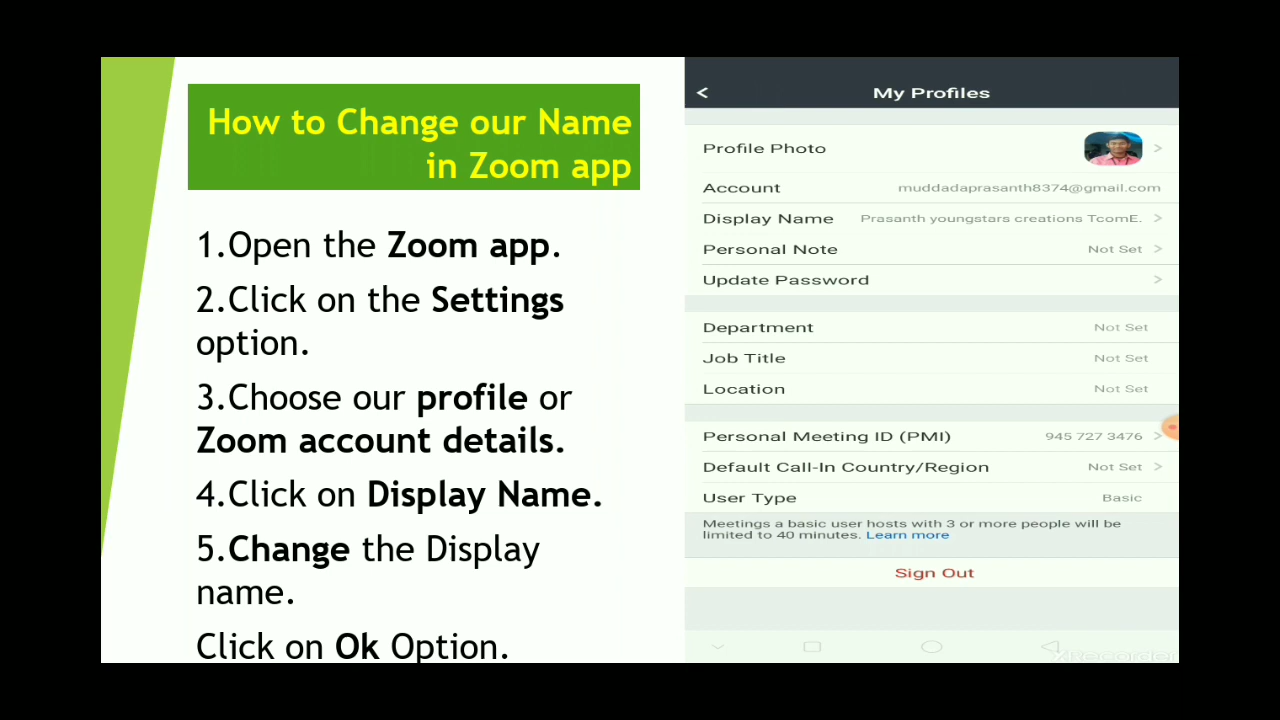 How to Change our Name
in Zoom app
1.Open the Zoom app.
2.Click on the Settings
option.
3.Choose our profile or
Zoom account details.
4.Click on Display Name.
5.Change the Display
name.
Click on Ok Option.
My Profiles
Profile Photo
Account muddadaprasanth8374@gmail.com
Display Name Prasanth youngstars creations TcomE.
Personal Note Not Set
Update Password
Department Not Set
Job Title Not Set
Location Not Set
Personal Meeting ID (PMI) 945 727 3476
Default Call-In Country/Region Not Set
User Type Basic
Meetings a basic user hosts with 3 or more people will be
limited to 40 minutes. Learn more
Sign Out